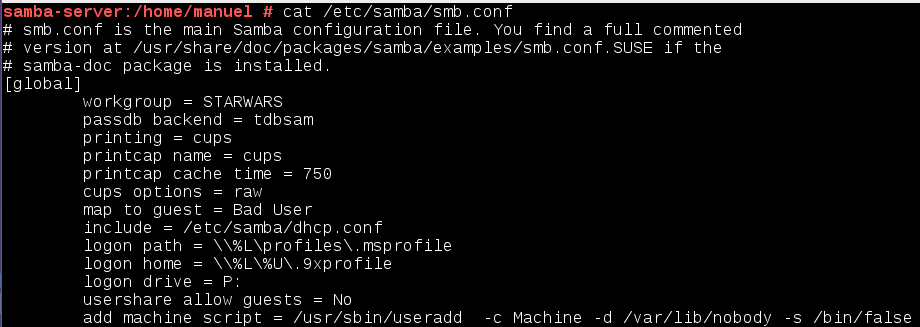 samba-server:/home/manuel # cat /etc/samba/smb.conf
# smb.conf is the main Samba configuration file. You find a full commented
# version at /usr/share/doc/packages/samba/examples/smb.conf.SUSE if the
# samba-doc package is installed.
[global]
        workgroup = STARWARS
        passdb backend = tdbsam
        printing = cups
        printcap name = cups
        printcap cache time = 750
        cups options = raw
        map to guest = Bad User
        include = /etc/samba/dhcp.conf
        logon path = \\%L\profiles\.msprofile
        logon home = \\%L\%U\.9xprofile
        logon drive = P:
        usershare allow guests = No
        add machine script = /usr/sbin/useradd  -c Machine -d /var/lib/nobody -s /bin/false